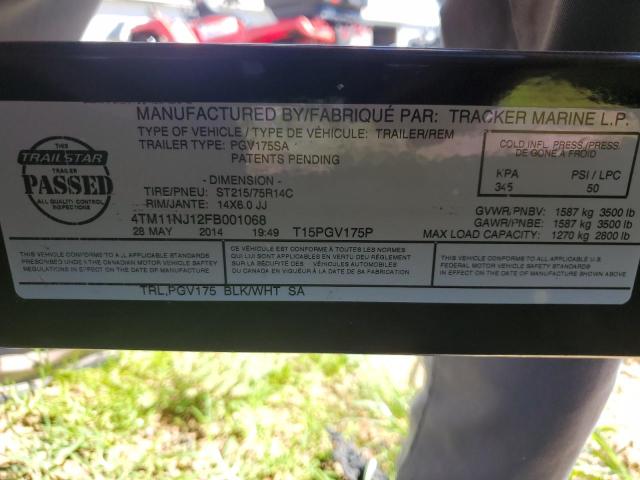 MANUFACTURED BY/FABRIQUÉ PAR: TRACKER MARINE L.P.
TYPE OF VEHICLE/TYPE DE VÉHICULE: TRAILER/REM
TRAILER TYPE: PGV175SA
PATENTS PENDING
THIS
TRAIL STAR
TRAILER
PASSED
COLD INFL. PRESS./PRESS.
DE GONE A FROID
KPA PSI / LPC
345 50
- DIMENSION -
TIRE/PNEU: ST215/75R14C
RIM/JANTE: 14X6.0 JJ
4TM11NJ12FB001068
28 MAY 2014 19:49 T15PGV175P
GVWR/PNBV: 1587 kg 3500 lb
GAWR/PNBE: 1587 kg 3500 lb
MAX LOAD CAPACITY: 1270 kg 2800 lb
THIS VEHICLE CONFORMS TO ALL APPLICABLE STANDARDS
PRESCRIBED UNDER THE CANADIAN MOTOR VEHICLE SAFETY
REGULATIONS IN EFFECT ON THE DATE OF MANUFACTURE
CE VÉHICULE EST CONFORME À TOUTES LES NORMES
QUI LUI SONT APPLICABLES EN VERTU DU RÈGLEMENT
SUR LA SÉCURITÉ DES VÉHICULES AUTOMOBILES
DU CANADA EN VIGUEUR À LA DATE DE SA FABRICATION
THIS VEHICLE CONFORMS TO ALL APPLICABLE U.S.
FEDERAL MOTOR VEHICLE SAFETY STANDARDS IN
EFFECT ON THE DATE OF MANUFACTURE SHOWN ABOVE
TRL,PGV175 BLK/WHT SA